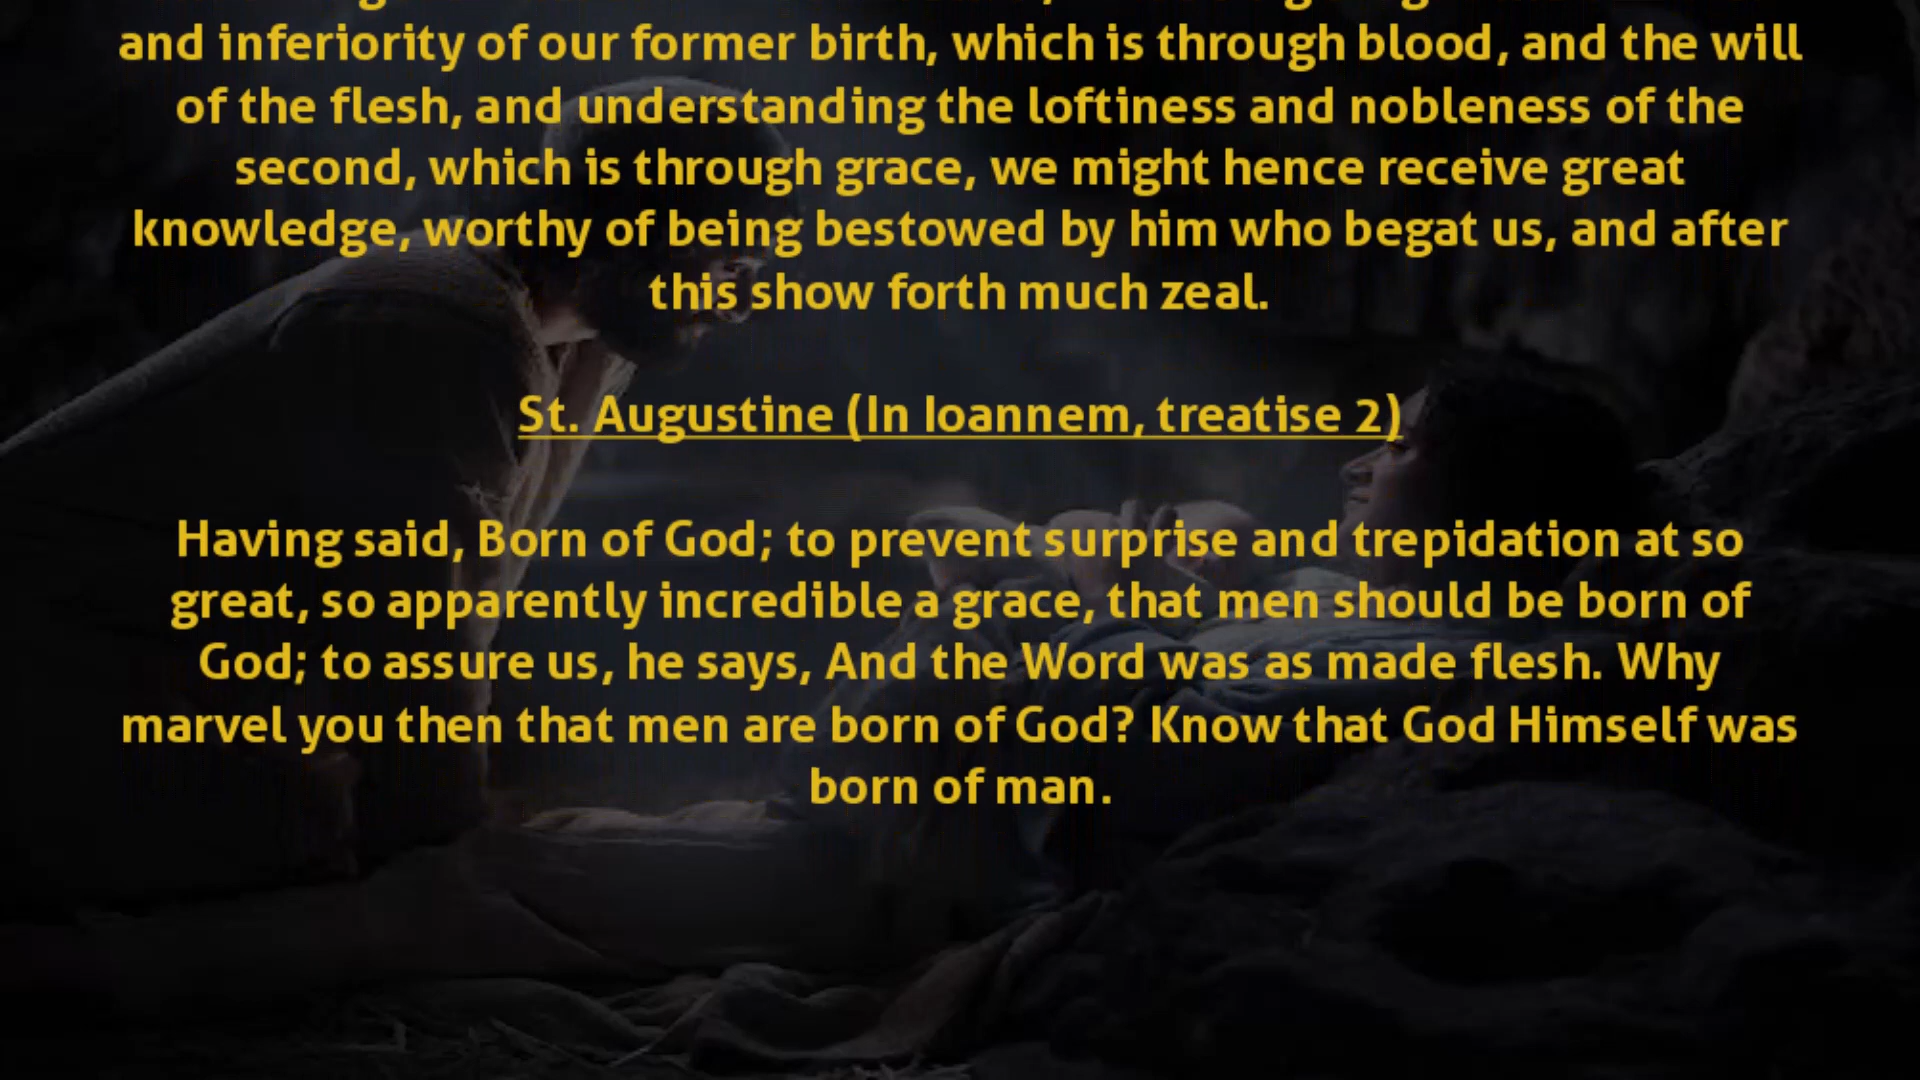 and inferiority of our former birth, which is through blood, and the will
of the flesh, and understanding the loftiness and nobleness of the
second, which is through grace, we might hence receive great
knowledge, worthy of being bestowed by him who begat us, and after
this show forth much zeal.
St. Augustine (In Ioannem, treatise 2)
Having said, Born of God; to prevent surprise and trepidation at so
great, so apparently incredible a grace, that men should be born of
God; to assure us, he says, And the Word was as made flesh. Why
marvel you then that men are born of God? Know that God Himself was
born of man.